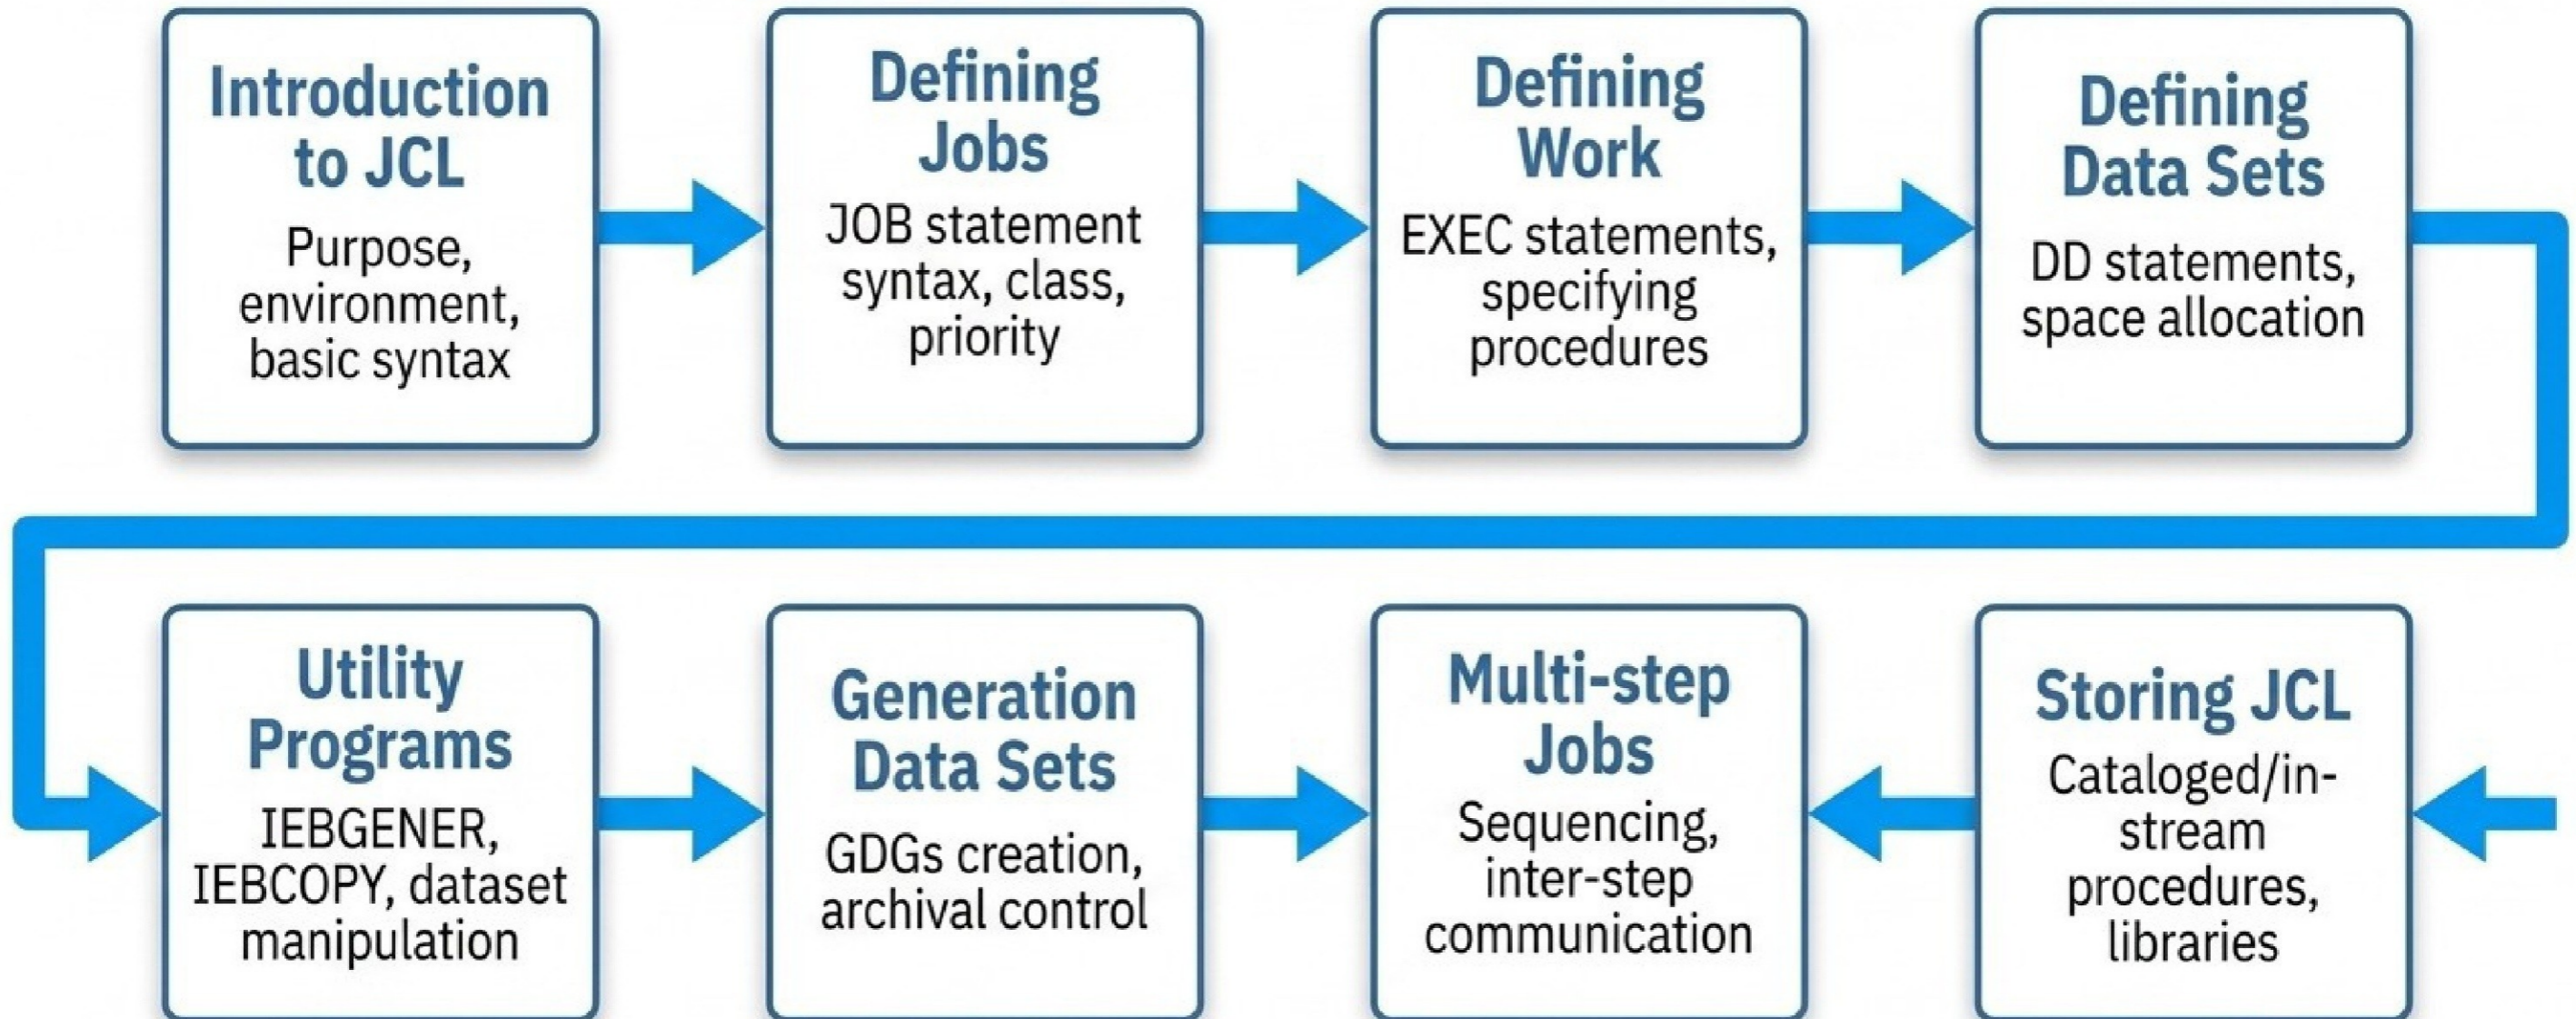 Introduction
to JCL
Purpose,
environment,
basic syntax
Defining
Jobs
JOB statement
syntax, class,
priority
Defining
Work
EXEC statements,
specifying
procedures
Defining
Data Sets
DD statements,
space allocation
Utility
Programs
IEBGENER,
IEBCOPY, dataset
manipulation
Generation
Data Sets
GDGs creation,
archival control
Multi-step
Jobs
Sequencing,
inter-step
communication
Storing JCL
Cataloged/in-
stream
procedures,
libraries